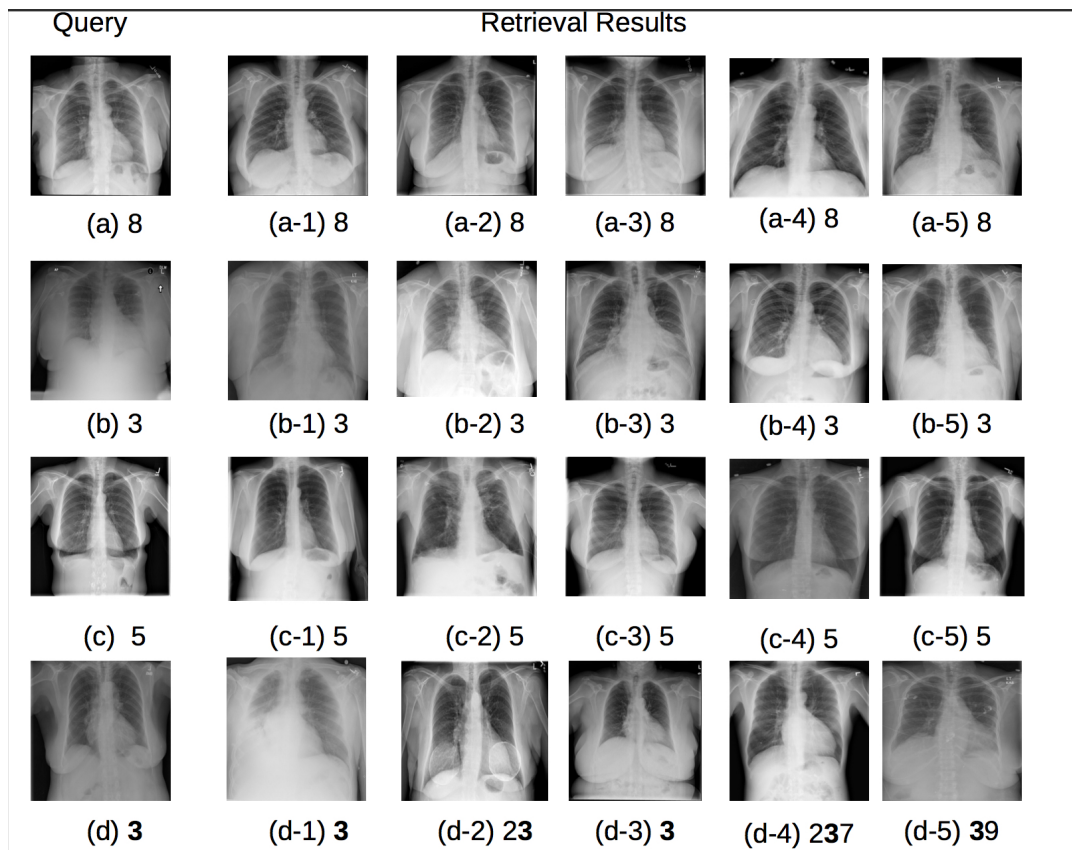 Query Retrieval Results
(a) 8 (a-1) 8 (a-2) 8 (a-3) 8 (a-4) 8 (a-5) 8
(b) 3 (b-1) 3 (b-2) 3 (b-3) 3 (b-4) 3 (b-5) 3
(c) 5 (c-1) 5 (c-2) 5 (c-3) 5 (c-4) 5 (c-5) 5
(d) 3 (d-1) 3 (d-2) 23 (d-3) 3 (d-4) 237 (d-5) 39